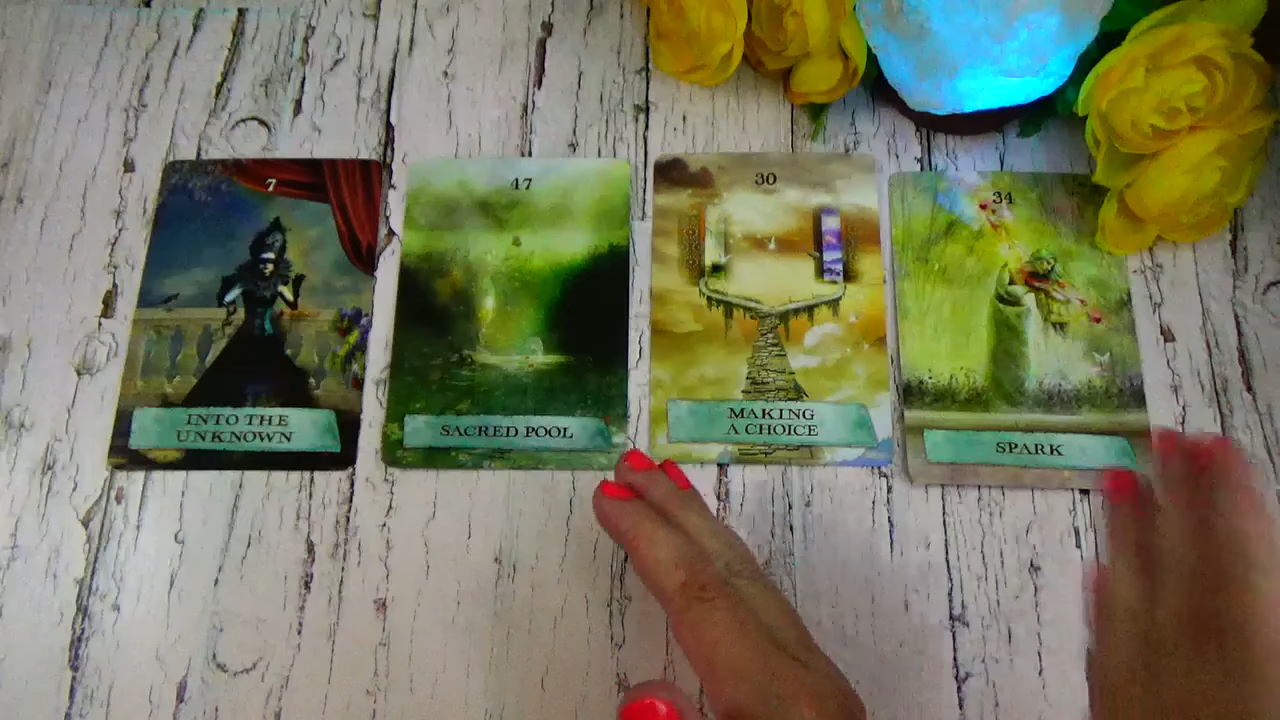 7
INTO THE
UNKNOWN
47
SACRED POOL
30
MAKING
A CHOICE
34
SPARK